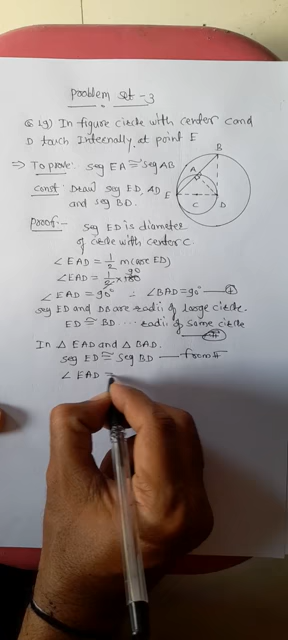 Problem set - 3
Q 19) In figure circle with center C and
D touch Internally at point E
⇒ To prove: seg EA ≅ seg AB
const: Draw seg ED, AD
and seg BD.
Proof:-
seg ED is diameter
of circle with center C.
∠EAD = 1/2 m(arc ED)
∠EAD = 1/2 × 180 90
∠EAD = 90° ∴ ∠BAD = 90° — I
seg ED and DB are radii of large circle.
ED ≅ BD ... radii of same circle
— II
In △ EAD and △ BAD.
seg ED ≅ seg BD — from II
∠ EAD ≅
B
A
E
C
D